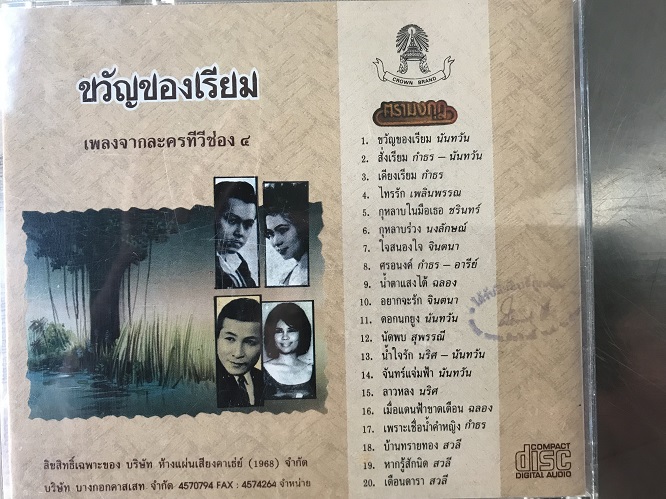 ขวัญของเรียม
เพลงจากละครทีวีช่อง ๔
ลิขสิทธิ์เฉพาะของ บริษัท ห้างแผ่นเสียงคาเธ่ย์ (1968) จำกัด
บริษัท บางกอกคาสเสท จำกัด 4570794 FAX : 4574264 จำหน่าย
CROWN BRAND
ตรามงกุฎ
1. ขวัญของเรียม นันทวัน
2. สั่งเรียม กำธร – นันทวัน
3. เคียงเรียม กำธร
4. ไทรรัก เพลินพรรณ
5. กุหลาบในมือเธอ ชรินทร์
6. กุหลาบร่วง นงลักษณ์
7. ใจสนองใจ จินตนา
8. ศรอนงค์ กำธร – อารีย์
9. น้ำตาแสงไต้ ฉลอง
10. อยากจะรัก จินตนา
11. ดอกนกยูง นันทวัน
12. นัดพบ สุพรรณี
13. น้ำใจรัก นริศ – นันทวัน
14. จันทร์แจ่มฟ้า นันทวัน
15. ลาวหลง นริศ
16. เมื่อแดนฟ้าขาดเดือน ฉลอง
17. เพราะเชื่อน้ำคำหญิง กำธร
18. บ้านทรายทอง สวลี
19. หากรู้สักนิด สวลี
20. เดือนดารา สวลี
COMPACT
disc
DIGITAL AUDIO